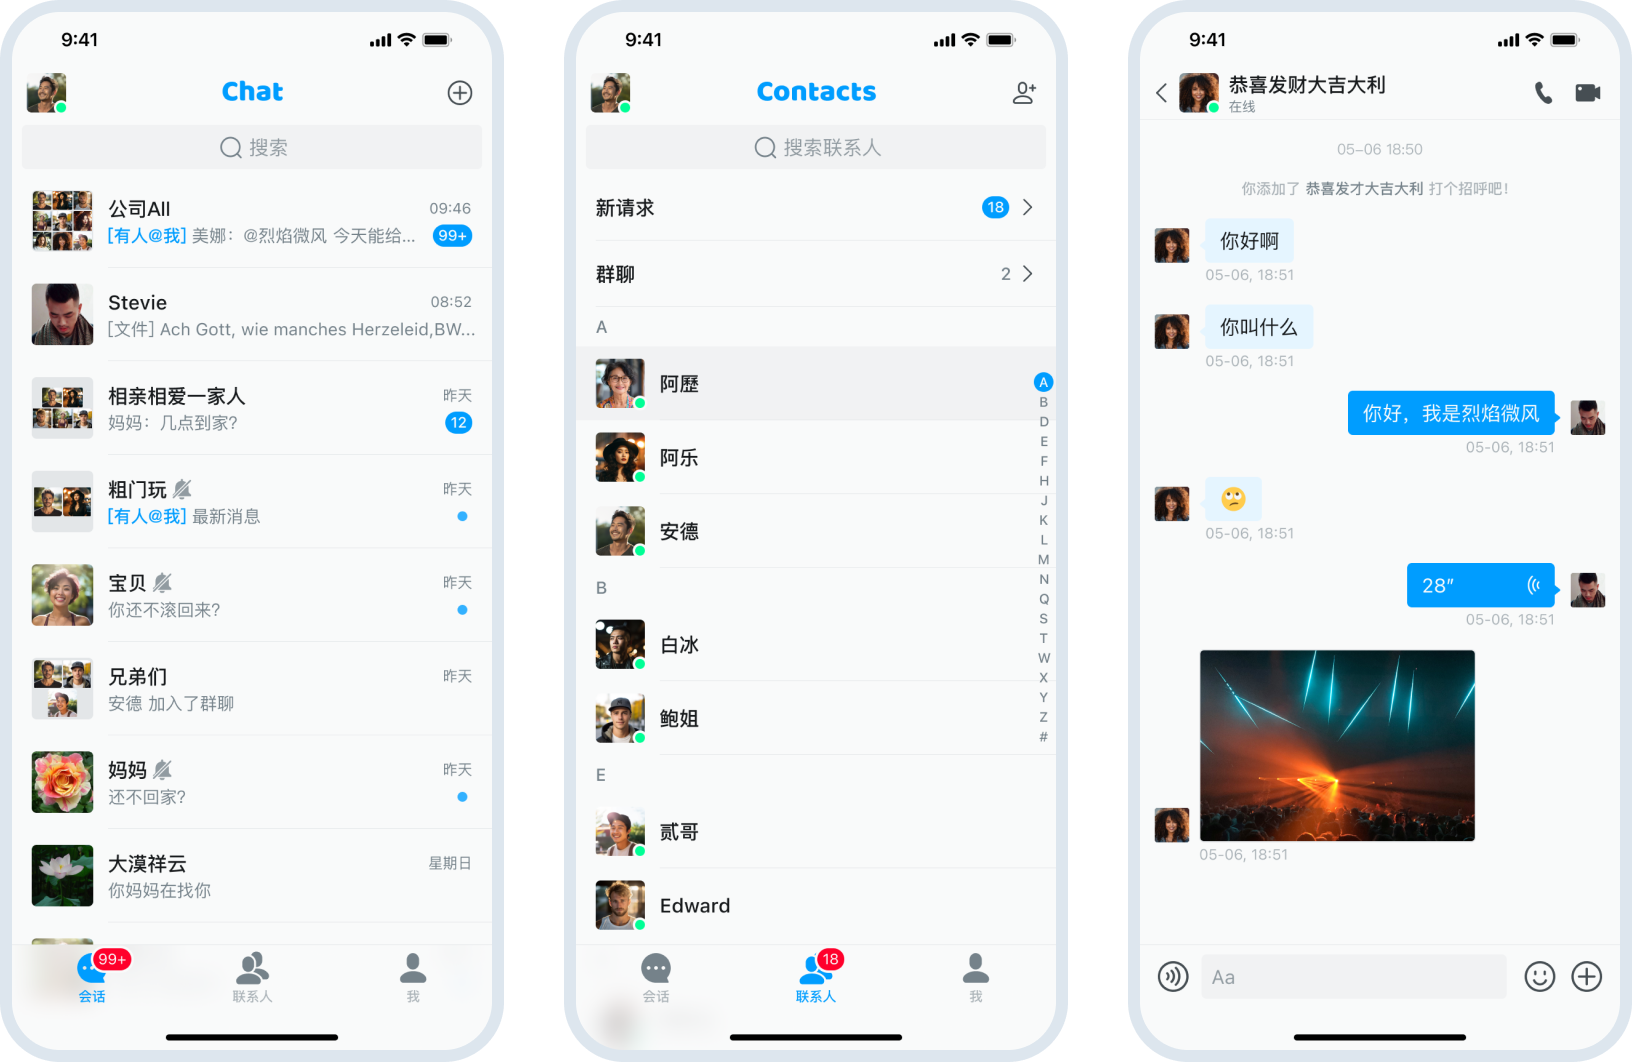 9:41
Chat
搜索
公司All
09:46
[有人@我] 美娜：@烈焰微风 今天能给...
99+
Stevie
08:52
[文件] Ach Gott, wie manches Herzeleid,BW...
相亲相爱一家人
昨天
妈妈：几点到家?
12
粗门玩
昨天
[有人@我] 最新消息
宝贝
昨天
你还不滚回来?
兄弟们
昨天
安德 加入了群聊
妈妈
昨天
还不回家?
大漠祥云
星期日
你妈妈在找你
99+
会话
联系人
我
9:41
Contacts
搜索联系人
新请求
18
群聊
2
A
阿歷
阿乐
安德
B
白冰
鲍姐
E
贰哥
Edward
A
B
D
E
F
H
J
K
L
M
N
Q
S
T
W
X
Y
Z
#
18
会话
联系人
我
9:41
恭喜发财大吉大利
在线
05-06 18:50
你添加了 恭喜发才大吉大利 打个招呼吧!
你好啊
05-06, 18:51
你叫什么
05-06, 18:51
你好，我是烈焰微风
05-06, 18:51
05-06, 18:51
28″
05-06, 18:51
05-06, 18:51
Aa